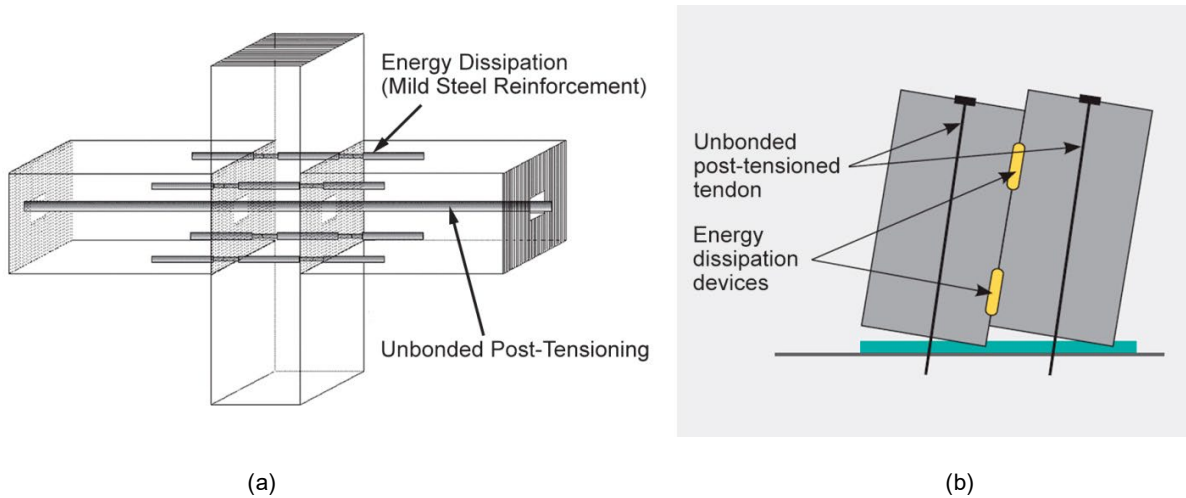 Energy Dissipation
(Mild Steel Reinforcement)
Unbonded Post-Tensioning
(a)
Unbonded
post-tensioned
tendon
Energy
dissipation
devices
(b)